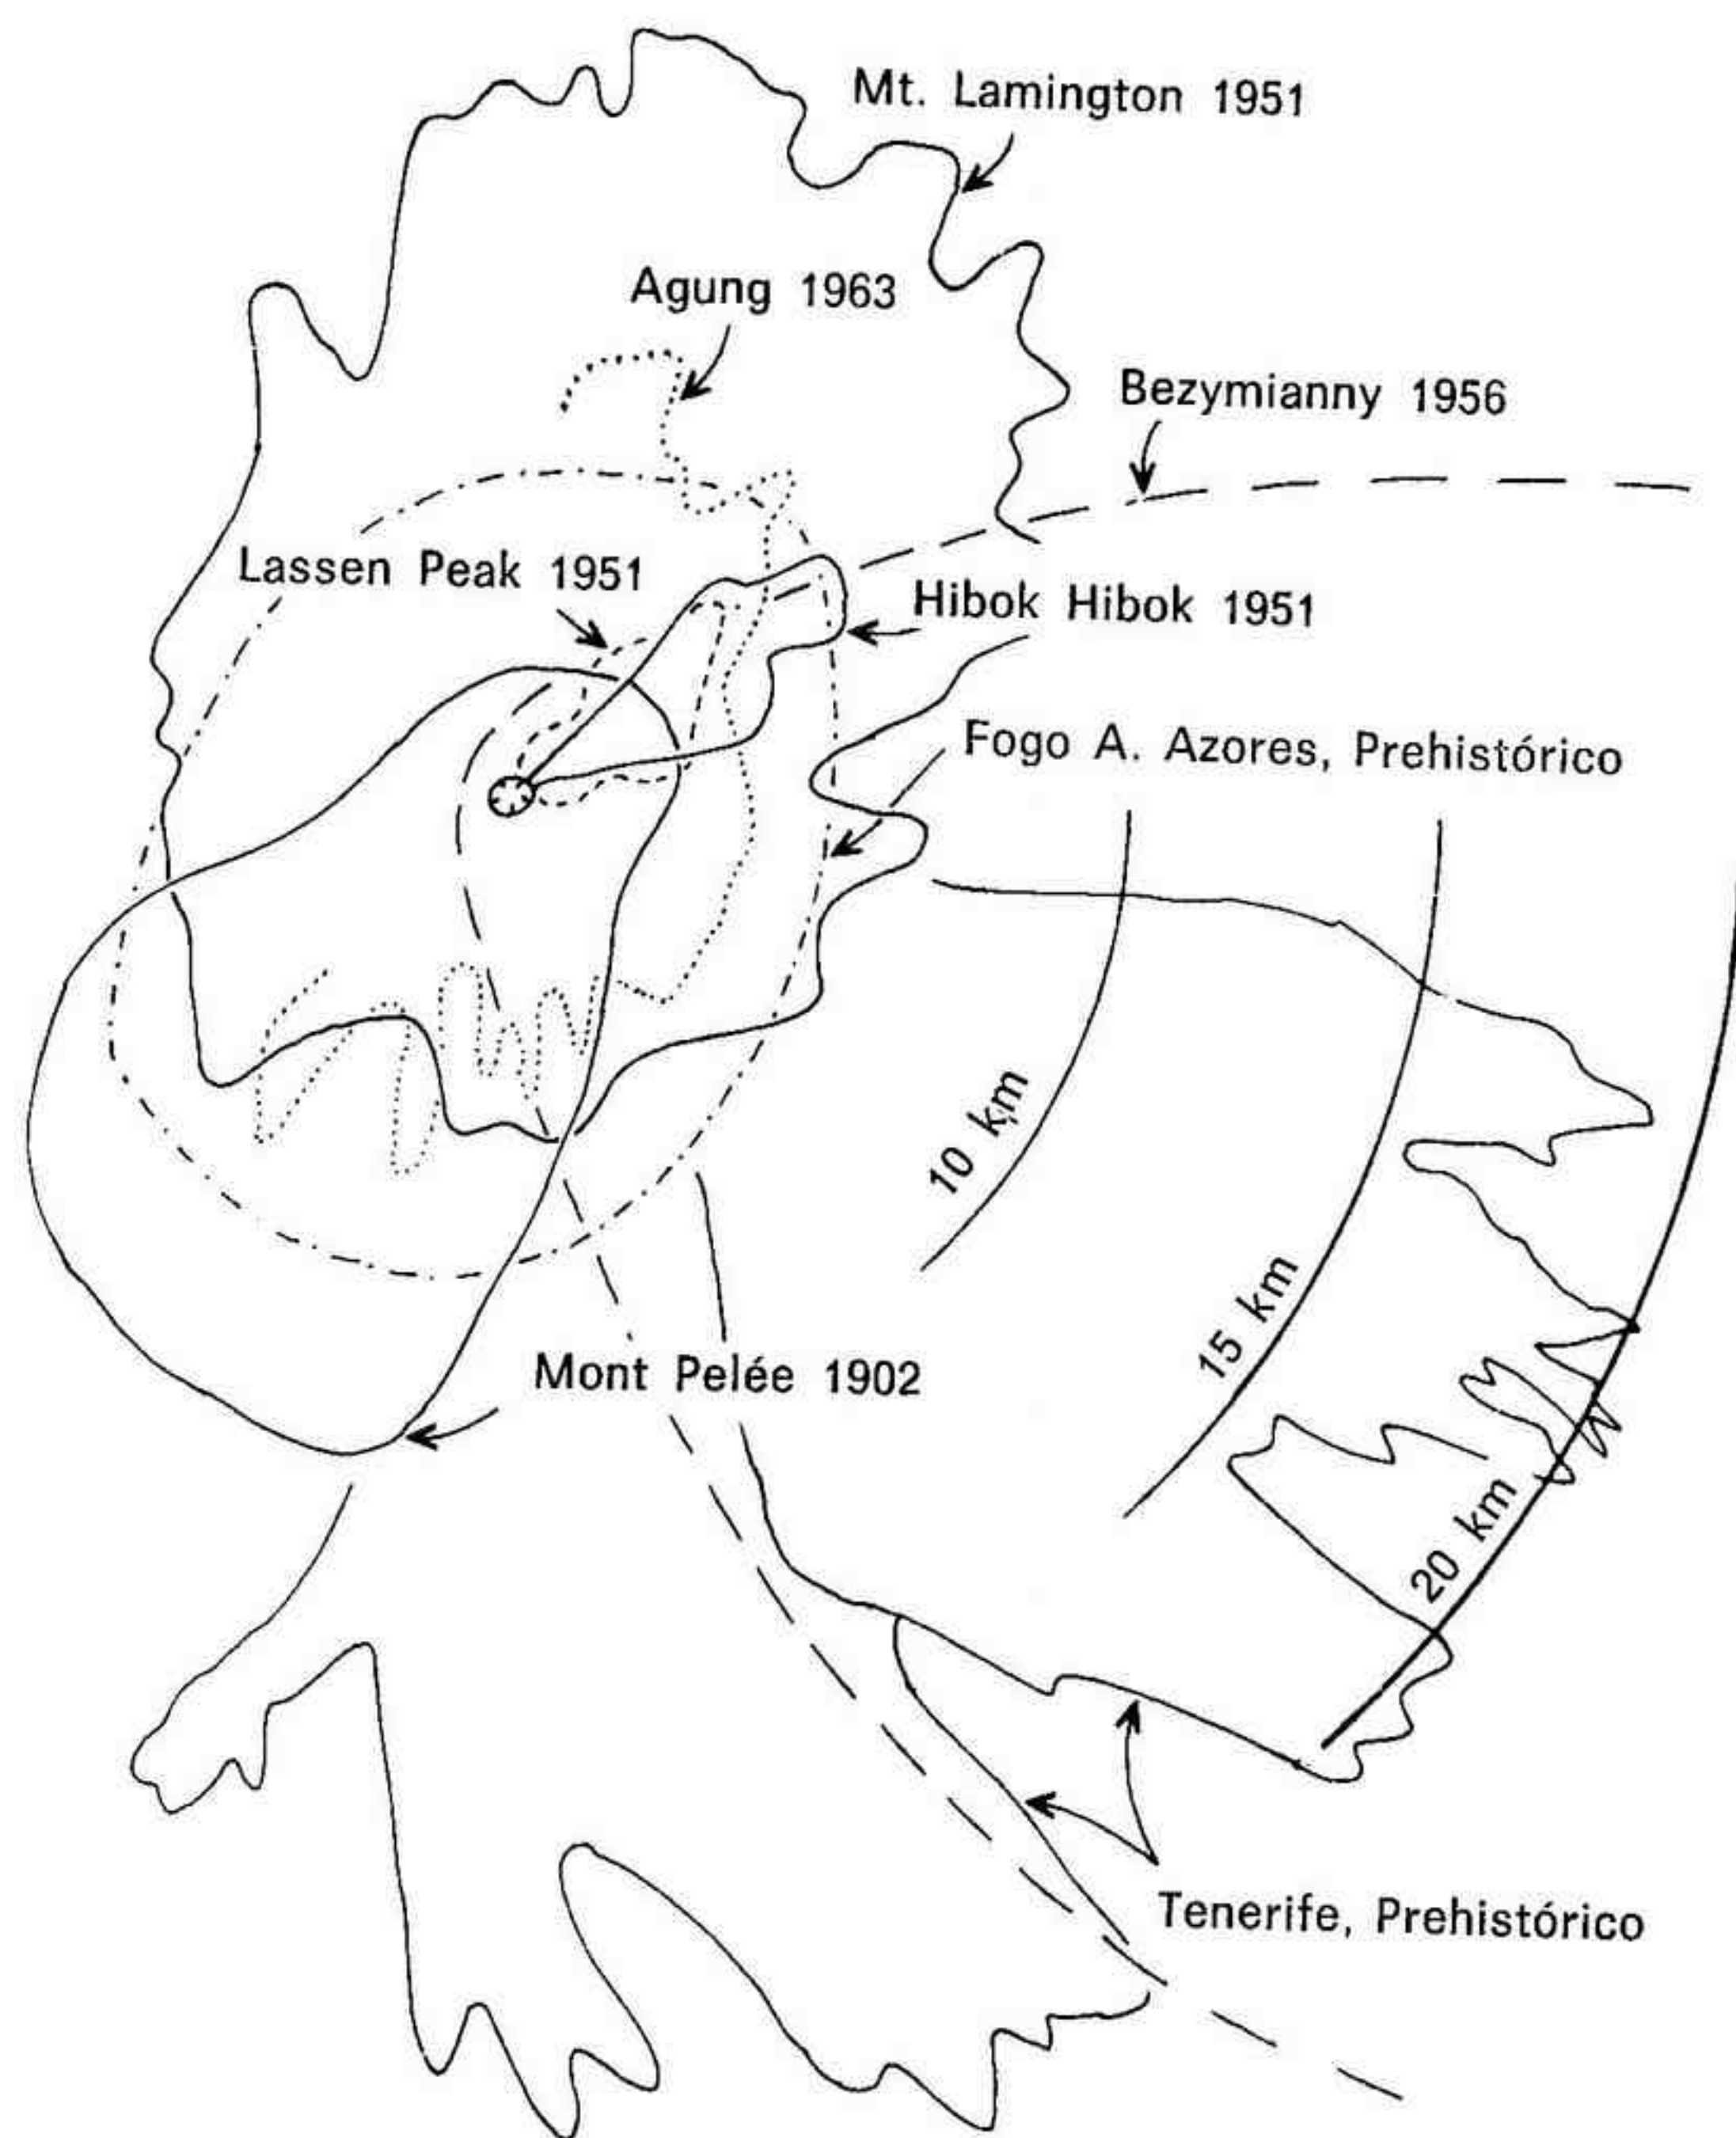 Mt. Lamington 1951
Agung 1963
Bezymianny 1956
Lassen Peak 1951
Hibok Hibok 1951
Fogo A. Azores, Prehistórico
10 km
15 km
Mont Pelée 1902
20 km
Tenerife, Prehistórico